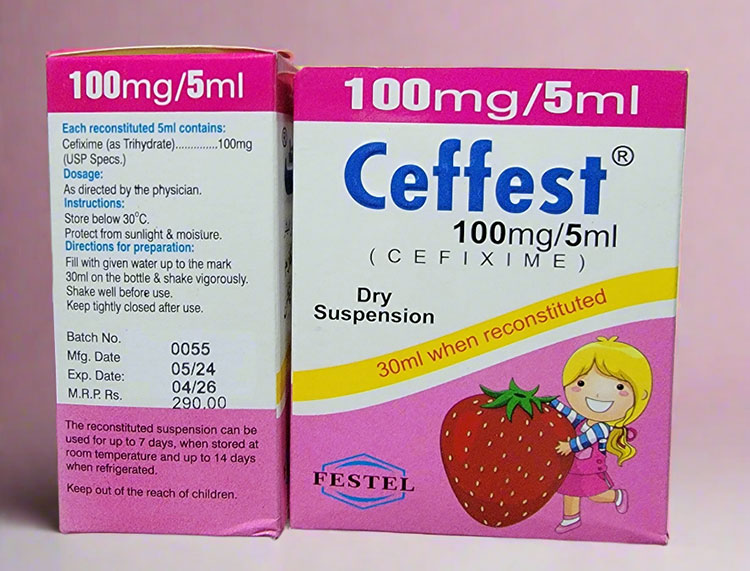 100mg/5ml
Each reconstituted 5ml contains:
Cefixime (as Trihydrate)..............100mg
(USP Specs.)
Dosage:
As directed by the physician.
Instructions:
Store below 30°C.
Protect from sunlight & moisture.
Directions for preparation:
Fill with given water up to the mark
30ml on the bottle & shake vigorously.
Shake well before use.
Keep tightly closed after use.
Batch No. 0055
Mfg. Date 05/24
Exp. Date: 04/26
M.R.P. Rs. 290.00
The reconstituted suspension can be
used for up to 7 days, when stored at
room temperature and up to 14 days
when refrigerated.
Keep out of the reach of children.
100mg/5ml
Ceffest®
100mg/5ml
(CEFIXIME)
Dry
Suspension
30ml when reconstituted
FESTEL